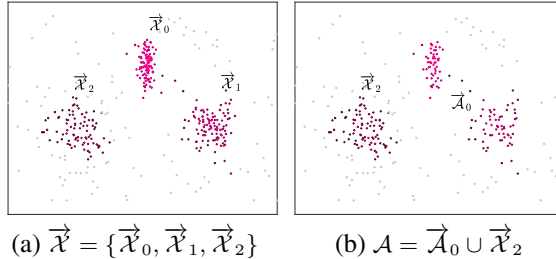 𝒳⃗₀
𝒳⃗₂ 𝒳⃗₁
𝒳⃗₂ 𝒜⃗₀
(a) 𝒳⃗ = {𝒳⃗₀, 𝒳⃗₁, 𝒳⃗₂}
(b) 𝒜 = 𝒜⃗₀ ∪ 𝒳⃗₂